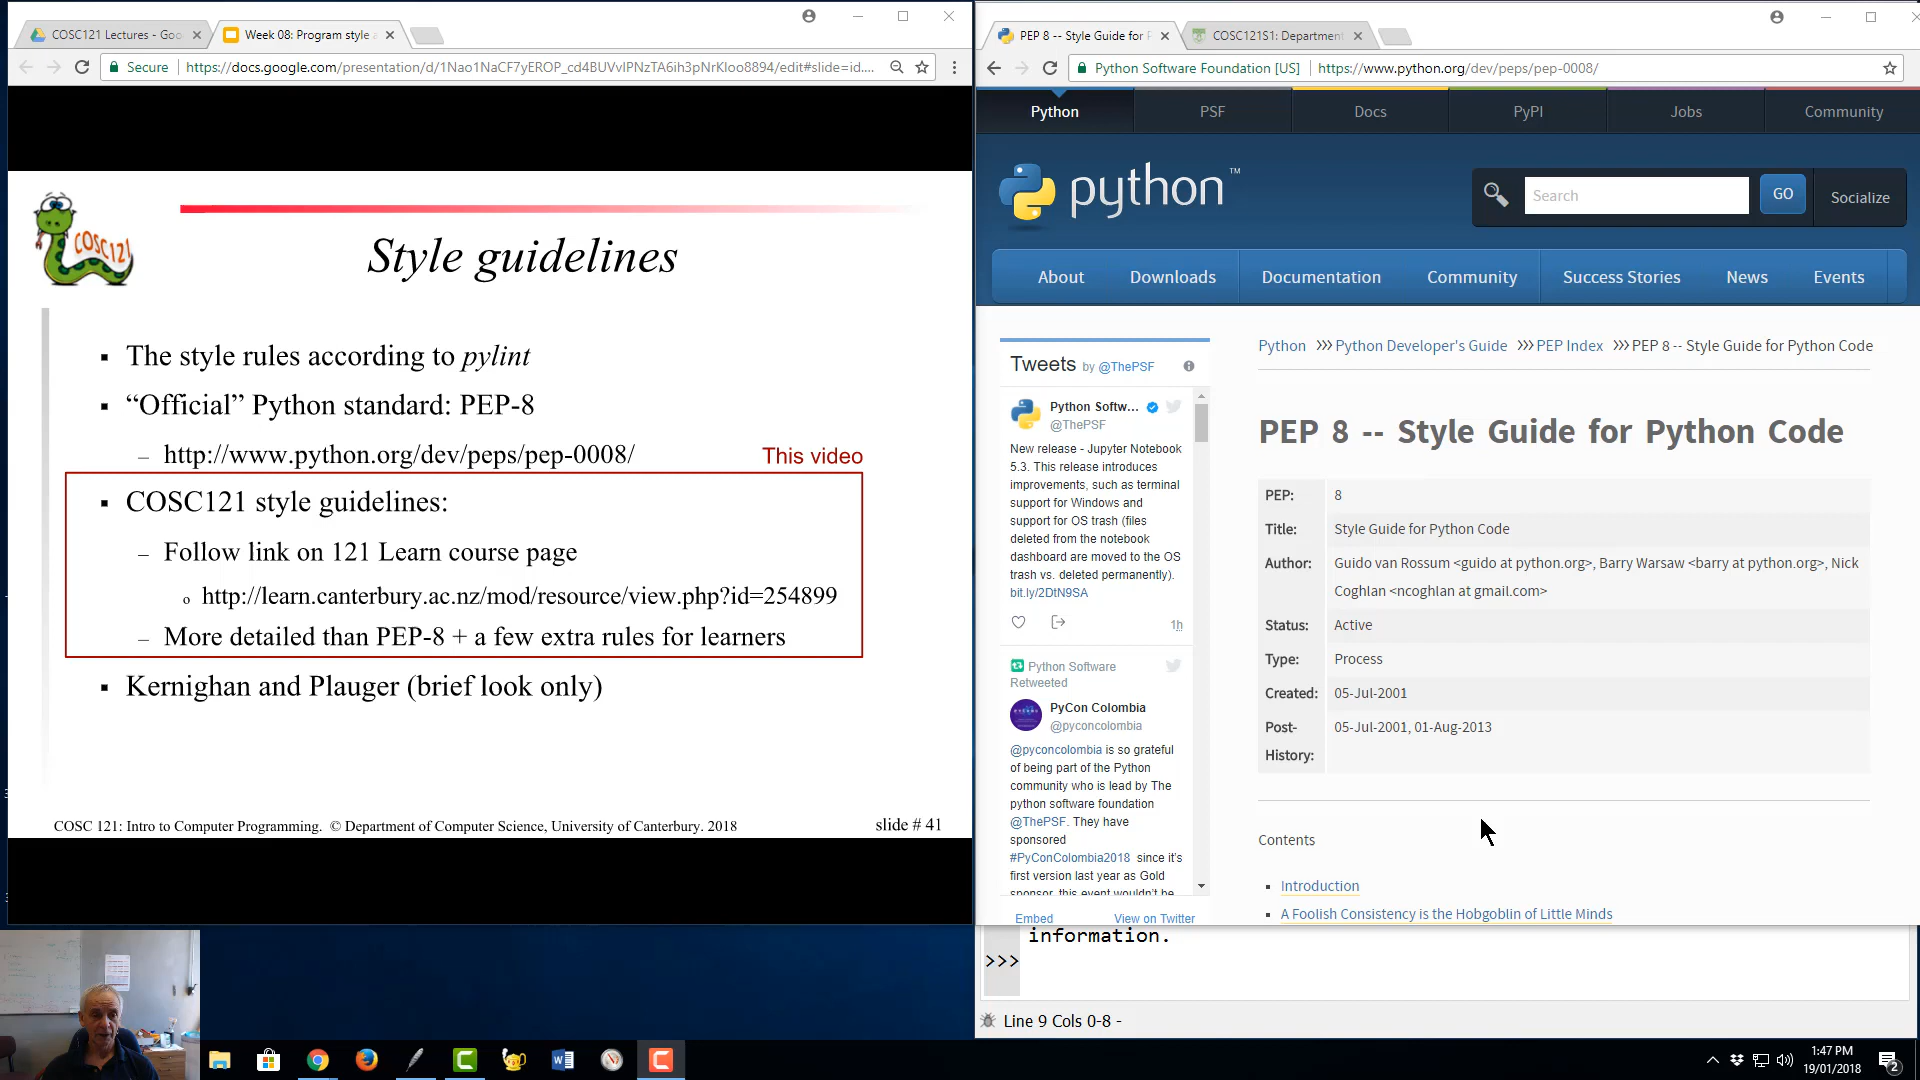 COSC121 Lectures - Goo
Week 08: Program style a
Secure
https://docs.google.com/presentation/d/1Nao1NaCF7yEROP_cd4BUVvIPNzTA6ih3pNrKloo8894/edit#slide=id....
COSC121
Style guidelines
▪ The style rules according to pylint
▪ “Official” Python standard: PEP-8
– http://www.python.org/dev/peps/pep-0008/
This video
▪ COSC121 style guidelines:
– Follow link on 121 Learn course page
o http://learn.canterbury.ac.nz/mod/resource/view.php?id=254899
– More detailed than PEP-8 + a few extra rules for learners
▪ Kernighan and Plauger (brief look only)
COSC 121: Intro to Computer Programming. © Department of Computer Science, University of Canterbury. 2018
slide # 41
PEP 8 -- Style Guide for P
COSC121S1: Department
Python Software Foundation [US]
https://www.python.org/dev/peps/pep-0008/
Python
PSF
Docs
PyPI
Jobs
Community
python™
Search
GO
Socialize
About
Downloads
Documentation
Community
Success Stories
News
Events
Tweets by @ThePSF
Python Softw...
@ThePSF
New release - Jupyter Notebook
5.3. This release introduces
improvements, such as terminal
support for Windows and
support for OS trash (files
deleted from the notebook
dashboard are moved to the OS
trash vs. deleted permanently).
bit.ly/2DtN9SA
1h
Python Software
Retweeted
PyCon Colombia
@pyconcolombia
@pyconcolombia is so grateful
of being part of the Python
community who is lead by The
python software foundation
@ThePSF. They have
sponsored
#PyConColombia2018 since it's
first version last year as Gold
sponsor, this event wouldn't be
Embed
View on Twitter
Python >>> Python Developer's Guide >>> PEP Index >>> PEP 8 -- Style Guide for Python Code
PEP 8 -- Style Guide for Python Code
PEP: 8
Title: Style Guide for Python Code
Author: Guido van Rossum <guido at python.org>, Barry Warsaw <barry at python.org>, Nick
Coghlan <ncoghlan at gmail.com>
Status: Active
Type: Process
Created: 05-Jul-2001
Post-
History:
05-Jul-2001, 01-Aug-2013
Contents
▪ Introduction
▪ A Foolish Consistency is the Hobgoblin of Little Minds
information.
>>>
Line 9 Cols 0-8 -
1:47 PM
19/01/2018
2